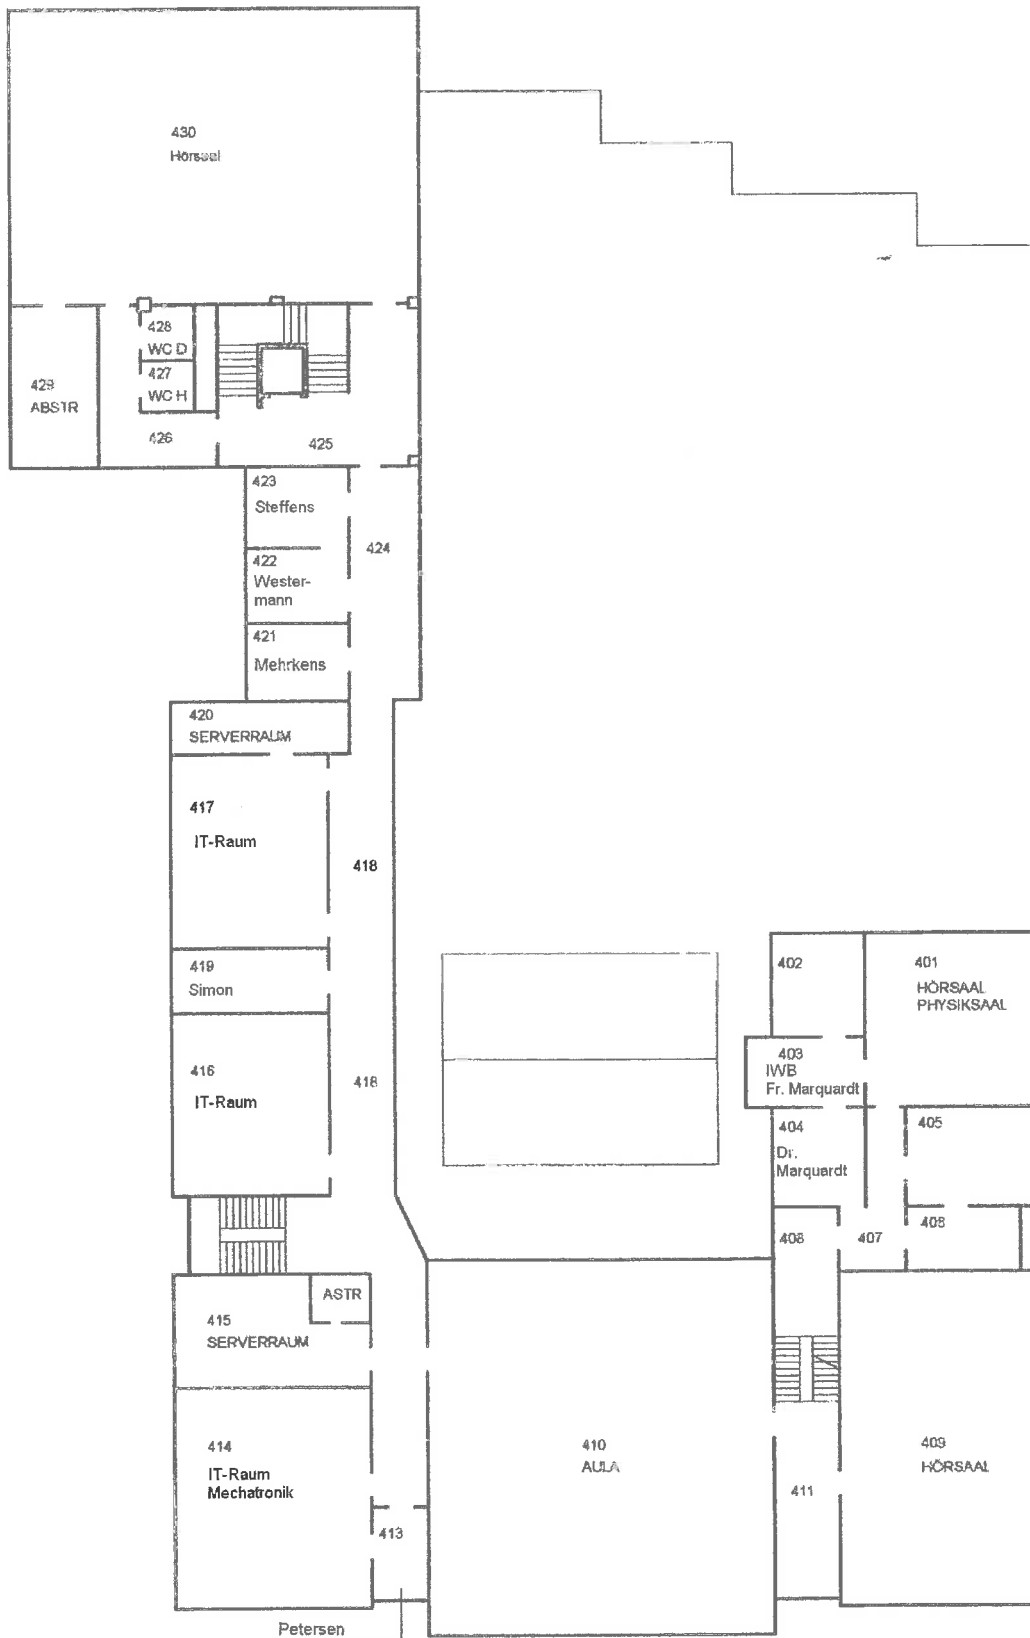 430
Hörsaal
428
WC D
427
WC H
429
ABSTR
426
425
423
Steffens
424
422
Wester-
mann
421
Mehrkens
420
SERVERRAUM
417
IT-Raum
418
419
Simon
416
IT-Raum
418
402
401
HÖRSAAL
PHYSIKSAAL
403
IWB
Fr. Marquardt
404
Dr.
Marquardt
405
408
407
406
ASTR
415
SERVERRAUM
414
IT-Raum
Mechatronik
410
AULA
409
HÖRSAAL
411
413
Petersen